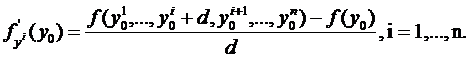 f'_{y^i}(y_0) = \frac{f(y_0^1,...,y_0^i + d, y_0^{i+1},...,y_0^n) - f(y_0)}{d}, i = 1,...,n.